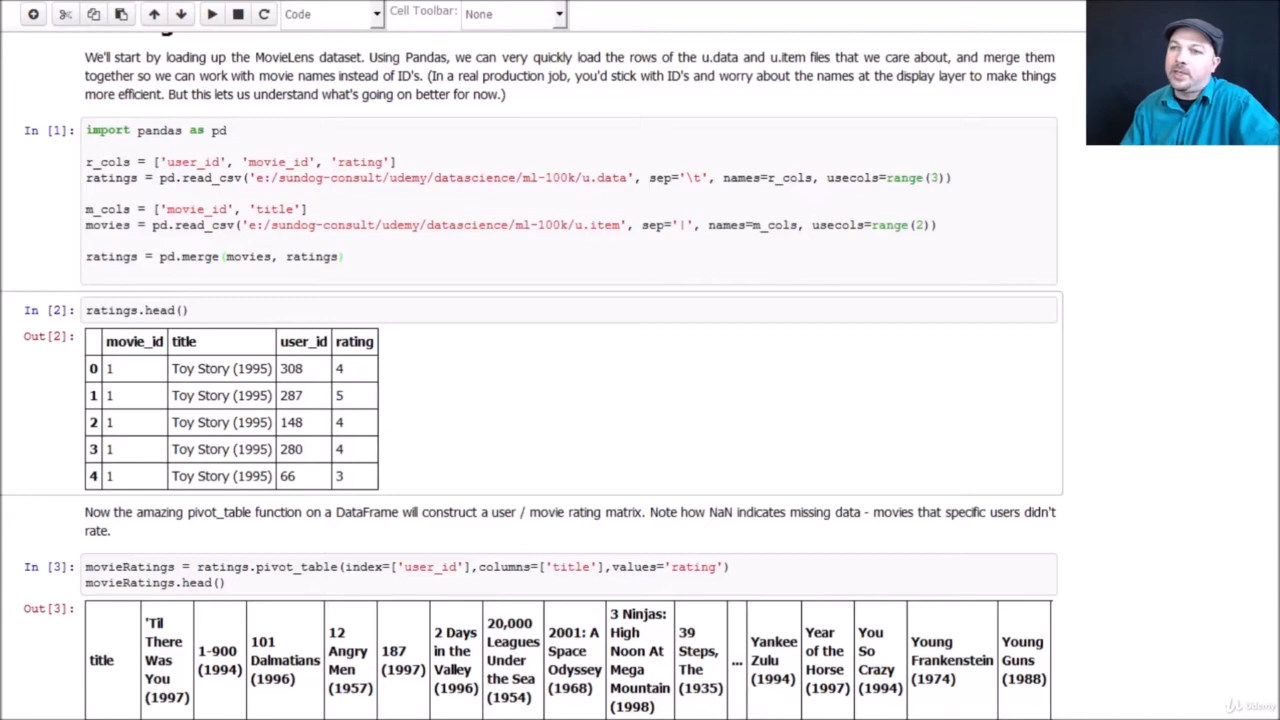 Code
Cell Toolbar:
None
We'll start by loading up the MovieLens dataset. Using Pandas, we can very quickly load the rows of the u.data and u.item files that we care about, and merge them
together so we can work with movie names instead of ID's. (In a real production job, you'd stick with ID's and worry about the names at the display layer to make things
more efficient. But this lets us understand what's going on better for now.)
In [1]:
import pandas as pd
r_cols = ['user_id', 'movie_id', 'rating']
ratings = pd.read_csv('e:/sundog-consult/udemy/datascience/ml-100k/u.data', sep='\t', names=r_cols, usecols=range(3))
m_cols = ['movie_id', 'title']
movies = pd.read_csv('e:/sundog-consult/udemy/datascience/ml-100k/u.item', sep='|', names=m_cols, usecols=range(2))
ratings = pd.merge(movies, ratings)
In [2]:
ratings.head()
Out[2]:
movie_id title user_id rating
0 1 Toy Story (1995) 308 4
1 1 Toy Story (1995) 287 5
2 1 Toy Story (1995) 148 4
3 1 Toy Story (1995) 280 4
4 1 Toy Story (1995) 66 3
Now the amazing pivot_table function on a DataFrame will construct a user / movie rating matrix. Note how NaN indicates missing data - movies that specific users didn't
rate.
In [3]:
movieRatings = ratings.pivot_table(index=['user_id'],columns=['title'],values='rating')
movieRatings.head()
Out[3]:
title
'Til
There
Was
You
(1997)
1-900
(1994)
101
Dalmatians
(1996)
12
Angry
Men
(1957)
187
(1997)
2 Days
in the
Valley
(1996)
20,000
Leagues
Under
the Sea
(1954)
2001: A
Space
Odyssey
(1968)
3 Ninjas:
High
Noon At
Mega
Mountain
(1998)
39
Steps,
The
(1935)
...
Yankee
Zulu
(1994)
Year
of the
Horse
(1997)
You
So
Crazy
(1994)
Young
Frankenstein
(1974)
Young
Guns
(1988)
Udemy